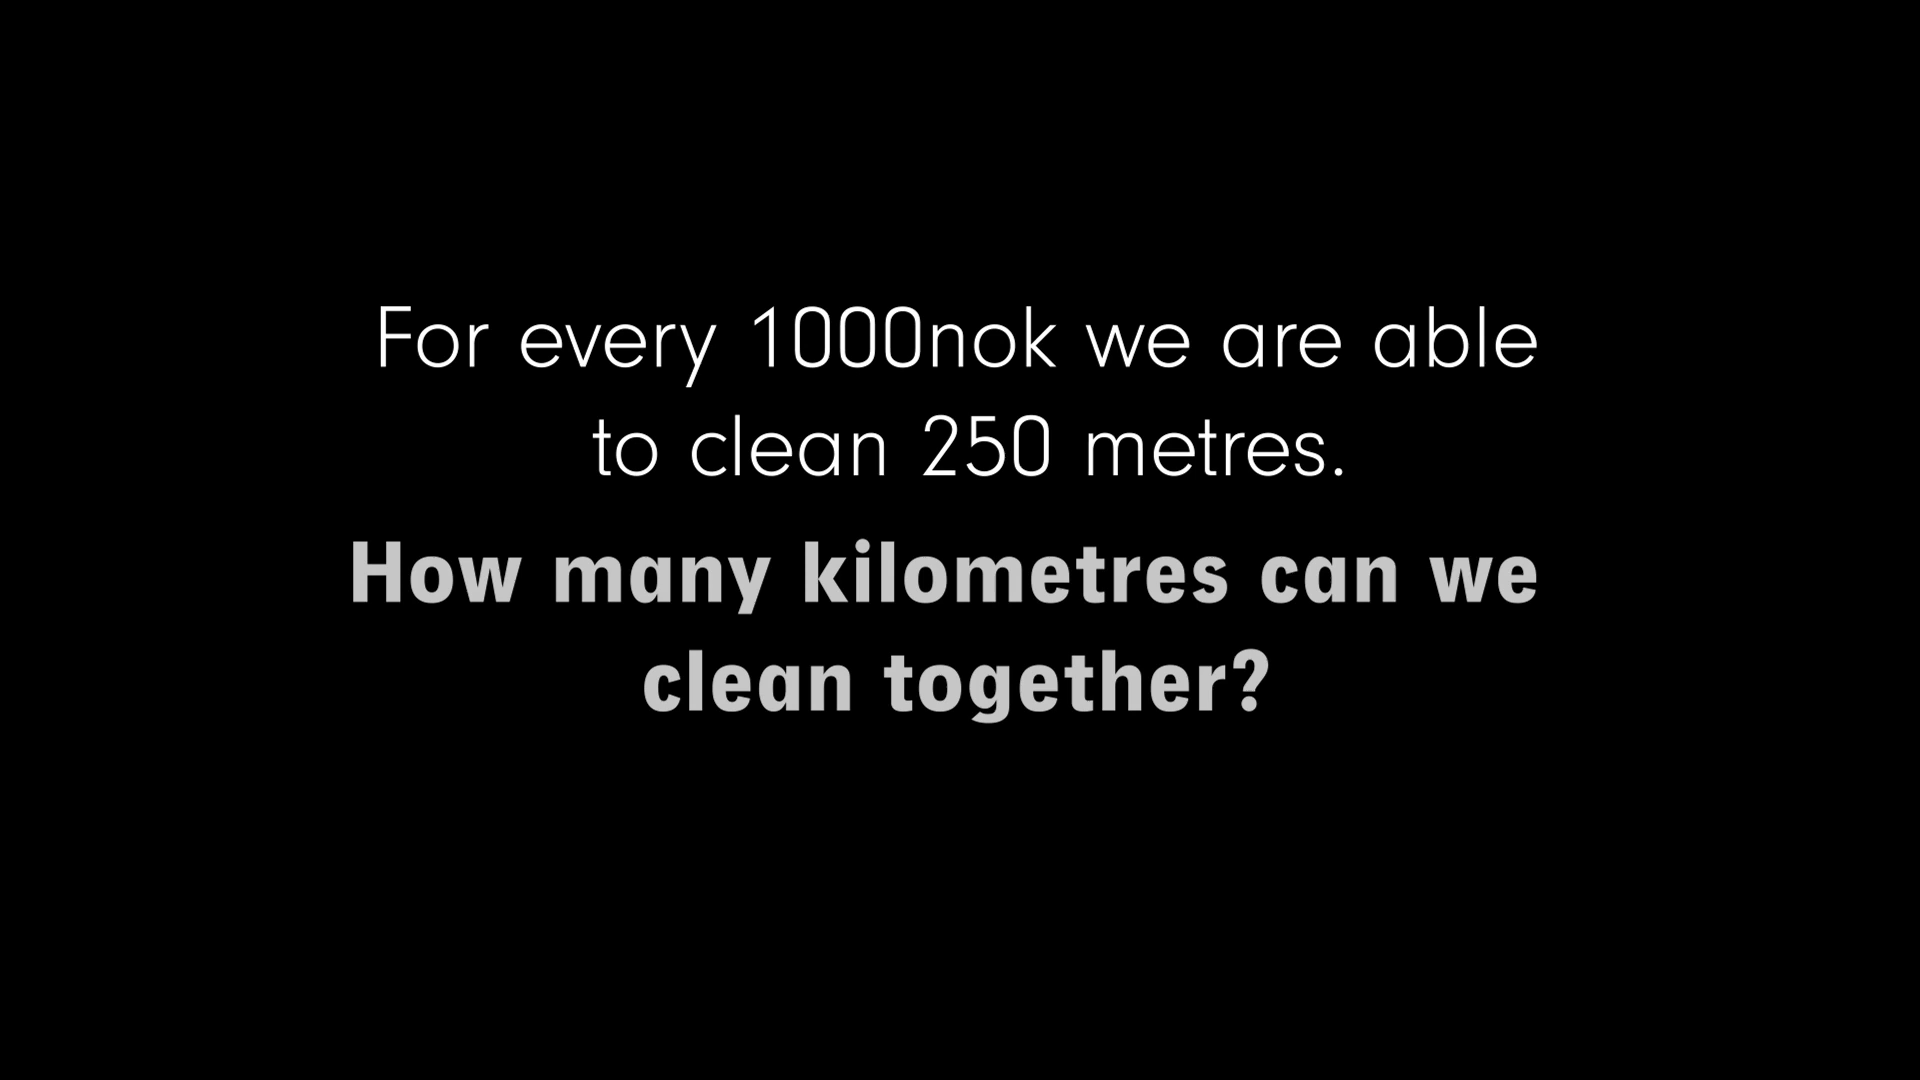 For every 1000nok we are able
to clean 250 metres.
How many kilometres can we
clean together?